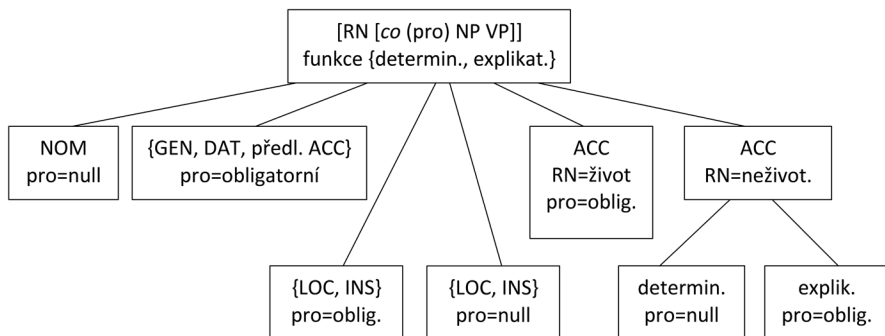 [RN [co (pro) NP VP]]
funkce {determin., explikat.}
NOM
pro=null
{GEN, DAT, předl. ACC}
pro=obligatorní
ACC
RN=život
pro=oblig.
ACC
RN=neživot.
{LOC, INS}
pro=oblig.
{LOC, INS}
pro=null
determin.
pro=null
explik.
pro=oblig.